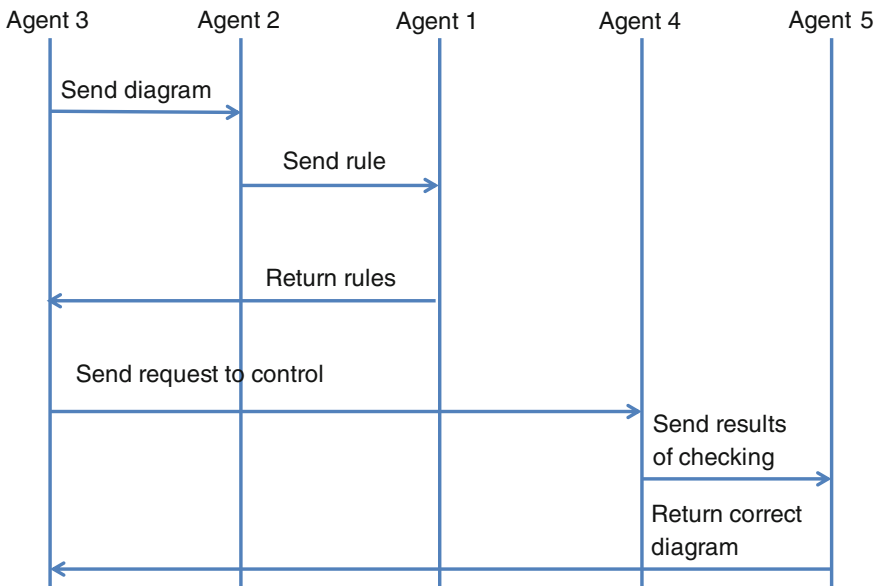 Agent 3
Agent 2
Agent 1
Agent 4
Agent 5
Send diagram
Send rule
Return rules
Send request to control
Send results
of checking
Return correct
diagram